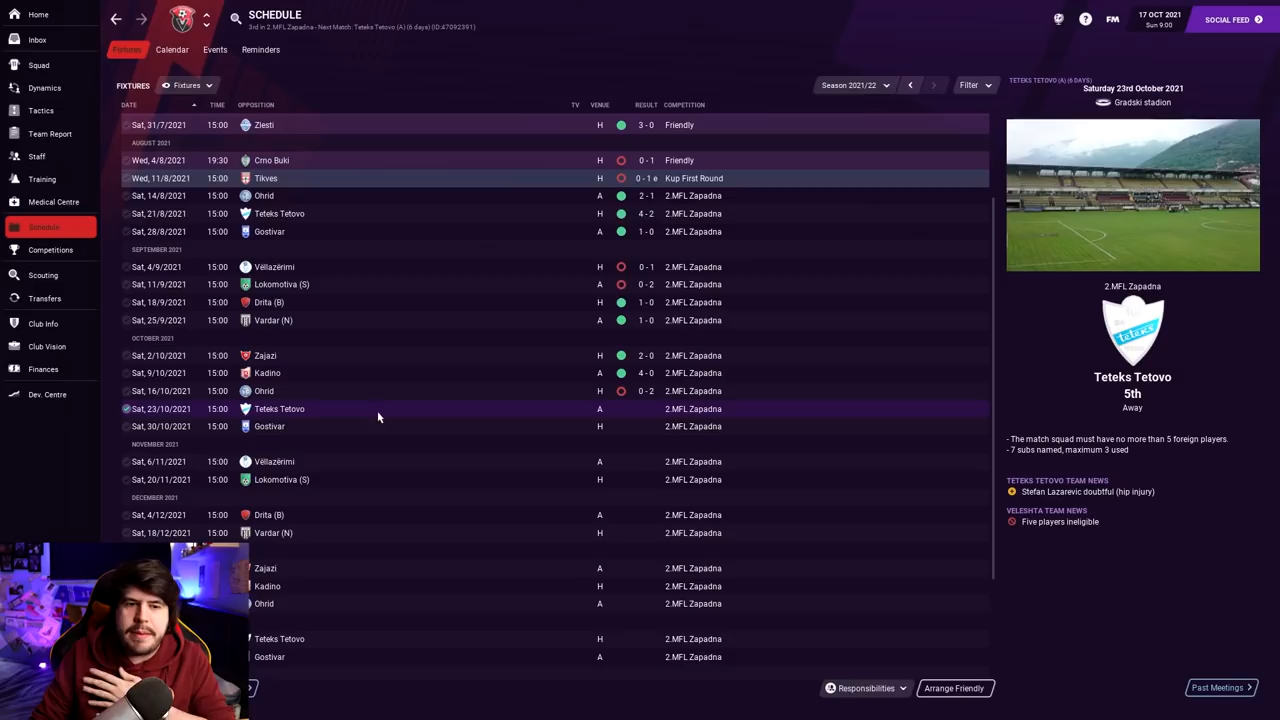 Home
Inbox
Squad
Dynamics
Tactics
Team Report
Staff
Training
Medical Centre
Schedule
Competitions
Scouting
Transfers
Club Info
Club Vision
Finances
Dev. Centre
SCHEDULE
3rd in 2.MFL Zapadna - Next Match: Teteks Tetovo (A) (6 days) (ID:47092391)
FM
17 OCT 2021
Sun 9:00
SOCIAL FEED
Fixtures Calendar Events Reminders
FIXTURES Fixtures Season 2021/22 Filter
DATE TIME OPPOSITION TV VENUE RESULT COMPETITION
Sat, 31/7/2021 15:00 Zlesti H 3 - 0 Friendly
AUGUST 2021
Wed, 4/8/2021 19:30 Crno Buki H 0 - 1 Friendly
Wed, 11/8/2021 15:00 Tikves H 0 - 1 e Kup First Round
Sat, 14/8/2021 15:00 Ohrid A 2 - 1 2.MFL Zapadna
Sat, 21/8/2021 15:00 Teteks Tetovo H 4 - 2 2.MFL Zapadna
Sat, 28/8/2021 15:00 Gostivar A 1 - 0 2.MFL Zapadna
SEPTEMBER 2021
Sat, 4/9/2021 15:00 Vëllazërimi H 0 - 1 2.MFL Zapadna
Sat, 11/9/2021 15:00 Lokomotiva (S) A 0 - 2 2.MFL Zapadna
Sat, 18/9/2021 15:00 Drita (B) H 1 - 0 2.MFL Zapadna
Sat, 25/9/2021 15:00 Vardar (N) A 1 - 0 2.MFL Zapadna
OCTOBER 2021
Sat, 2/10/2021 15:00 Zajazi H 2 - 0 2.MFL Zapadna
Sat, 9/10/2021 15:00 Kadino A 4 - 0 2.MFL Zapadna
Sat, 16/10/2021 15:00 Ohrid H 0 - 2 2.MFL Zapadna
Sat, 23/10/2021 15:00 Teteks Tetovo A 2.MFL Zapadna
Sat, 30/10/2021 15:00 Gostivar H 2.MFL Zapadna
NOVEMBER 2021
Sat, 6/11/2021 15:00 Vëllazërimi A 2.MFL Zapadna
Sat, 20/11/2021 15:00 Lokomotiva (S) H 2.MFL Zapadna
DECEMBER 2021
Sat, 4/12/2021 15:00 Drita (B) A 2.MFL Zapadna
Sat, 18/12/2021 15:00 Vardar (N) H 2.MFL Zapadna
Zajazi A 2.MFL Zapadna
Kadino H 2.MFL Zapadna
Ohrid A 2.MFL Zapadna
Teteks Tetovo H 2.MFL Zapadna
Gostivar A 2.MFL Zapadna
Responsibilities Arrange Friendly
TETEKS TETOVO (A) (6 DAYS)
Saturday 23rd October 2021
Gradski stadion
2.MFL Zapadna
teteks
Teteks Tetovo
5th
Away
- The match squad must have no more than 5 foreign players.
- 7 subs named, maximum 3 used
TETEKS TETOVO TEAM NEWS
Stefan Lazarevic doubtful (hip injury)
VELESHTA TEAM NEWS
Five players ineligible
Past Meetings